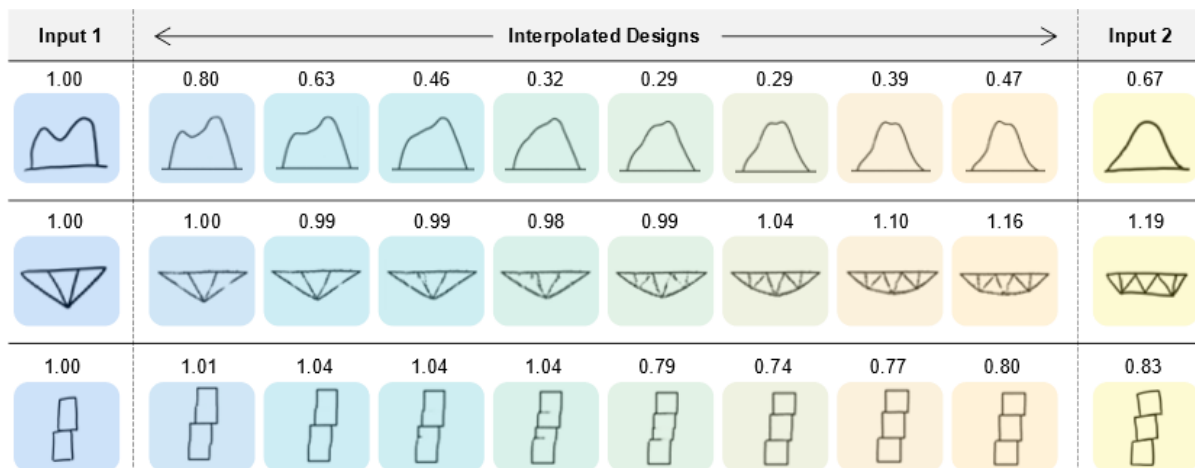 Input 1 Interpolated Designs Input 2
1.00 0.80 0.63 0.46 0.32 0.29 0.29 0.39 0.47 0.67
1.00 1.00 0.99 0.99 0.98 0.99 1.04 1.10 1.16 1.19
1.00 1.01 1.04 1.04 1.04 0.79 0.74 0.77 0.80 0.83